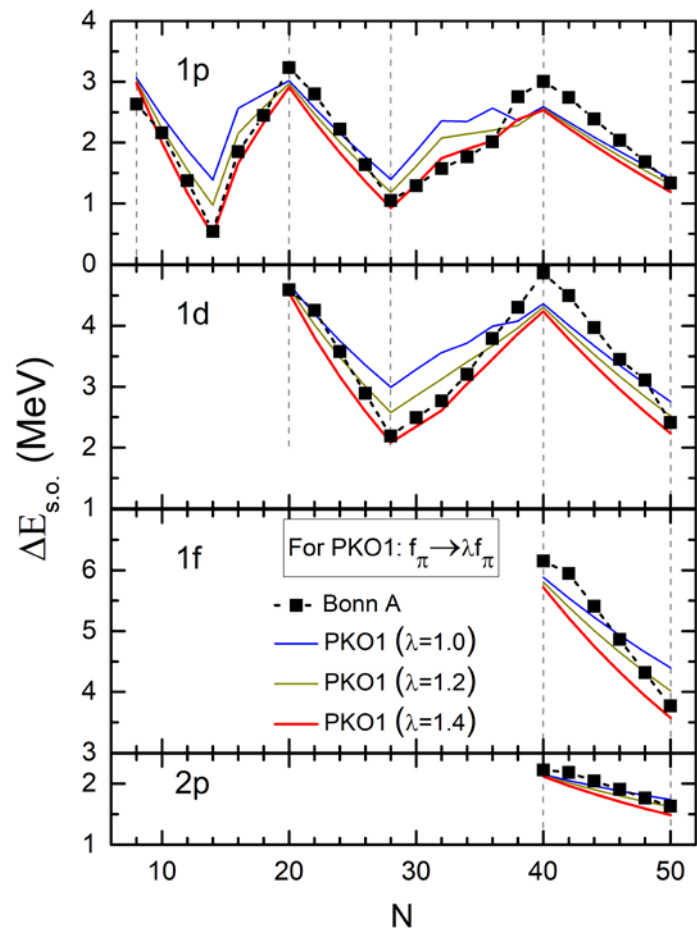 4
1p
3
2
1
0
1d
4
3
2
1
ΔE_s.o. (MeV)
1f
For PKO1: f_π→λf_π
6
Bonn A
5
PKO1 (λ=1.0)
4
PKO1 (λ=1.2)
PKO1 (λ=1.4)
3
2p
2
1
10 20 30 40 50
N